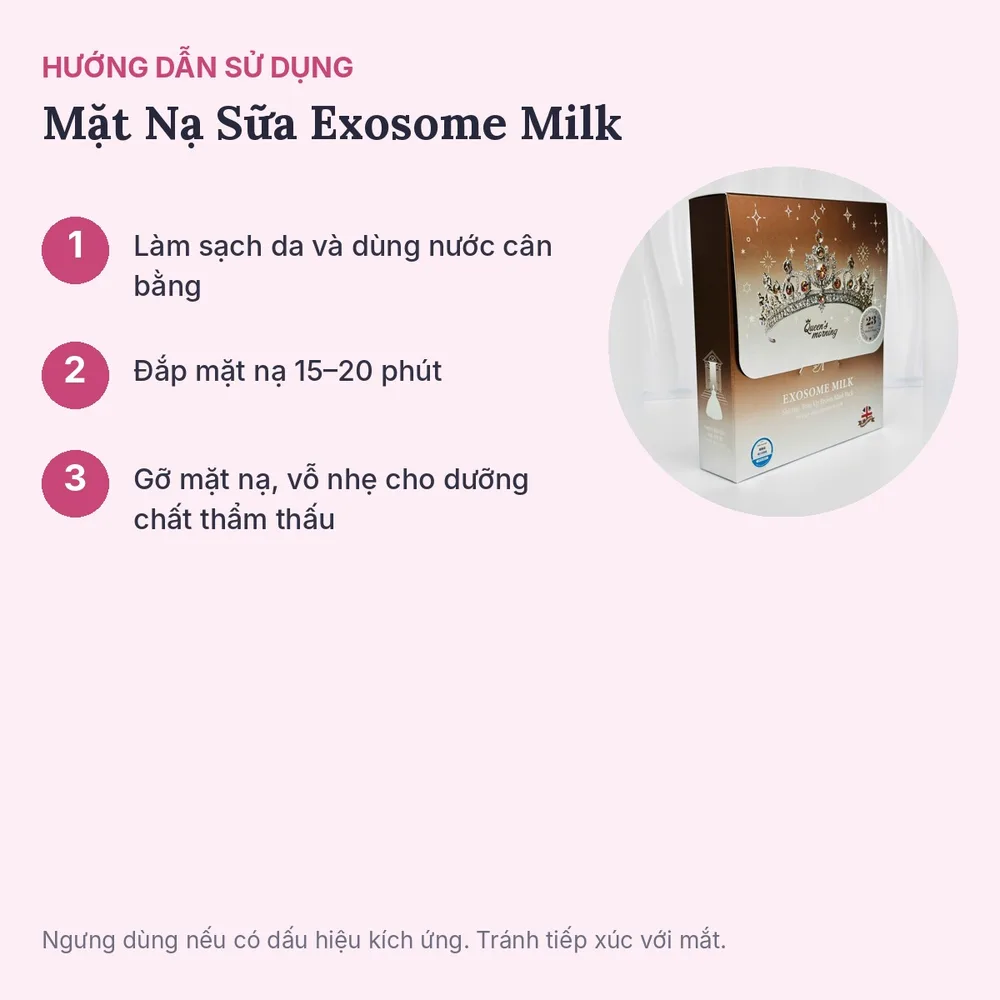 HƯỚNG DẪN SỬ DỤNG
Mặt Nạ Sữa Exosome Milk
1
Làm sạch da và dùng nước cân
bằng
2
Đắp mặt nạ 15–20 phút
3
Gỡ mặt nạ, vỗ nhẹ cho dưỡng
chất thẩm thấu
Queen's
morning
23
EXOSOME MILK
Ngưng dùng nếu có dấu hiệu kích ứng. Tránh tiếp xúc với mắt.